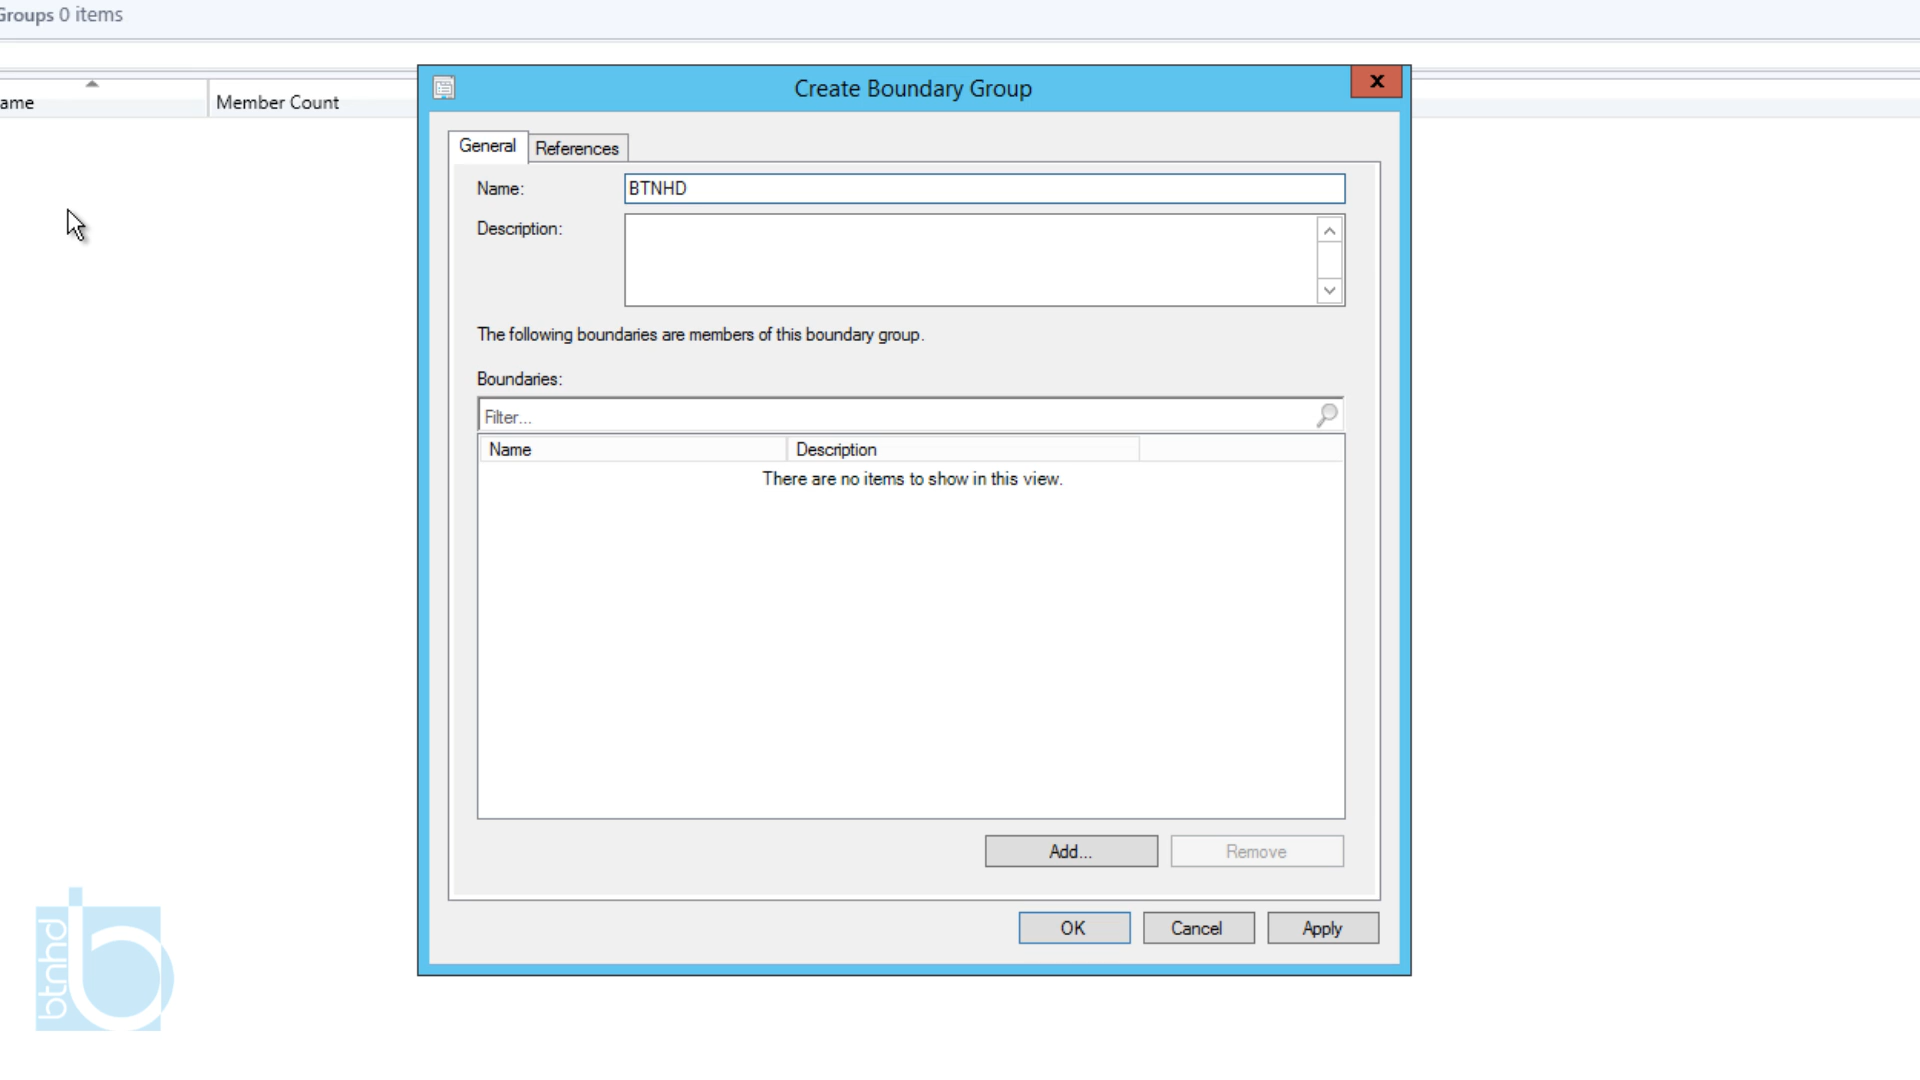 Groups 0 items
ame
Member Count
Create Boundary Group
X
General
References
Name:
BTNHD
Description:
The following boundaries are members of this boundary group.
Boundaries:
Filter...
Name
Description
There are no items to show in this view.
Add...
Remove
OK
Cancel
Apply
btnhd
b